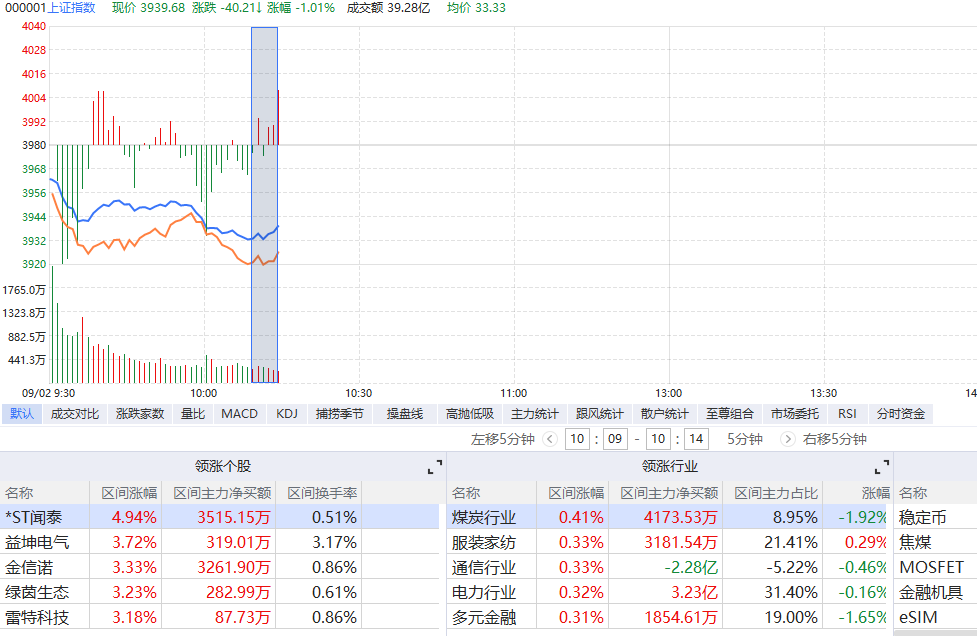 000001上证指数 现价 3939.68 涨跌 -40.21↓ 涨幅 -1.01% 成交额 39.28亿 均价 33.33
4040
4028
4016
4004
3992
3980
3968
3956
3944
3932
3920
1765.0万
1323.8万
882.5万
441.3万
09/02 9:30 10:00 10:30 11:00 13:00 13:30 14
默认 成交对比 涨跌家数 量比 MACD KDJ 捕捞季节 操盘线 高抛低吸 主力统计 跟风统计 散户统计 至尊组合 市场委托 RSI 分时资金
左移5分钟 10 : 09 - 10 : 14 5分钟 右移5分钟
领涨个股 领涨行业
名称 区间涨幅 区间主力净买额 区间换手率 名称 区间涨幅 区间主力净买额 区间主力占比 涨幅 名称
*ST闻泰 4.94% 3515.15万 0.51% 煤炭行业 0.41% 4173.53万 8.95% -1.92% 稳定币
益坤电气 3.72% 319.01万 3.17% 服装家纺 0.33% 3181.54万 21.41% 0.29% 焦煤
金信诺 3.33% 3261.90万 0.86% 通信行业 0.33% -2.28亿 -5.22% -0.46% MOSFET
绿茵生态 3.23% 282.99万 0.61% 电力行业 0.32% 3.23亿 31.40% -0.16% 金融机具
雷特科技 3.18% 87.73万 0.86% 多元金融 0.31% 1854.61万 19.00% -1.65% eSIM